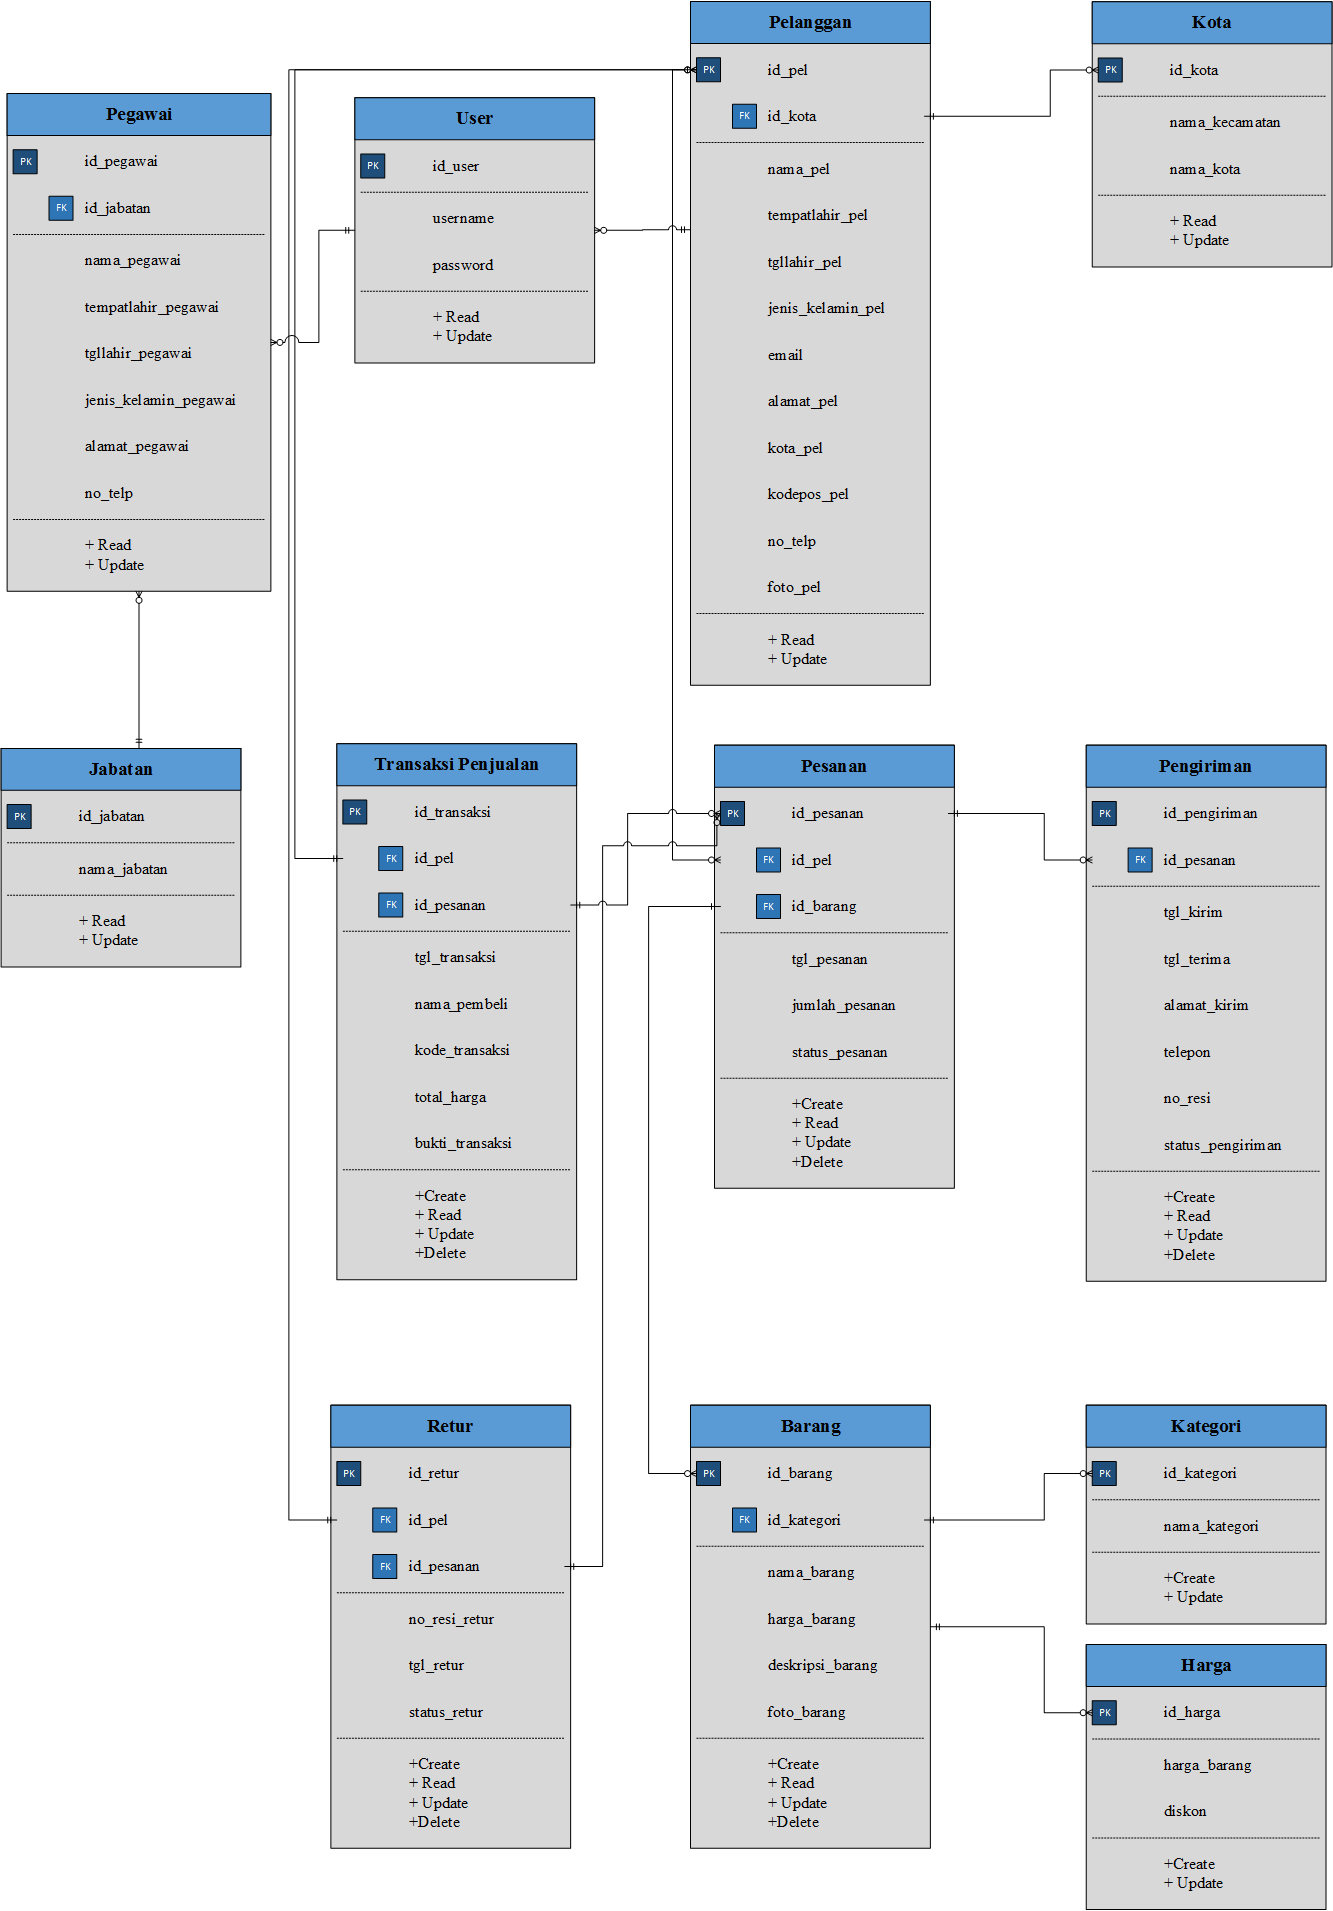 Pelanggan
PK id_pel
FK id_kota
nama_pel
tempatlahir_pel
tgllahir_pel
jenis_kelamin_pel
email
alamat_pel
kota_pel
kodepos_pel
no_telp
foto_pel
+ Read
+ Update
Kota
PK id_kota
nama_kecamatan
nama_kota
+ Read
+ Update
Pegawai
PK id_pegawai
FK id_jabatan
nama_pegawai
tempatlahir_pegawai
tgllahir_pegawai
jenis_kelamin_pegawai
alamat_pegawai
no_telp
+ Read
+ Update
User
PK id_user
username
password
+ Read
+ Update
Jabatan
PK id_jabatan
nama_jabatan
+ Read
+ Update
Transaksi Penjualan
PK id_transaksi
FK id_pel
FK id_pesanan
tgl_transaksi
nama_pembeli
kode_transaksi
total_harga
bukti_transaksi
+Create
+ Read
+ Update
+Delete
Pesanan
PK id_pesanan
FK id_pel
FK id_barang
tgl_pesanan
jumlah_pesanan
status_pesanan
+Create
+ Read
+ Update
+Delete
Pengiriman
PK id_pengiriman
FK id_pesanan
tgl_kirim
tgl_terima
alamat_kirim
telepon
no_resi
status_pengiriman
+Create
+ Read
+ Update
+Delete
Retur
PK id_retur
FK id_pel
FK id_pesanan
no_resi_retur
tgl_retur
status_retur
+Create
+ Read
+ Update
+Delete
Barang
PK id_barang
FK id_kategori
nama_barang
harga_barang
deskripsi_barang
foto_barang
+Create
+ Read
+ Update
+Delete
Kategori
PK id_kategori
nama_kategori
+Create
+ Update
Harga
PK id_harga
harga_barang
diskon
+Create
+ Update